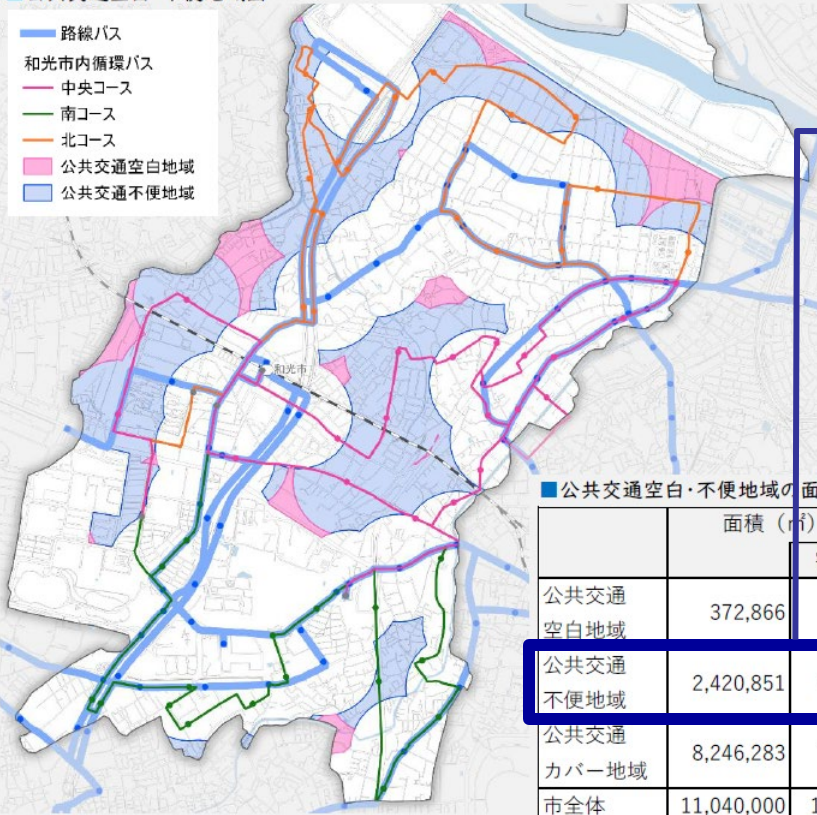 路線バス
和光市内循環バス
中央コース
南コース
北コース
公共交通空白地域
公共交通不便地域
和光市
■公共交通空白・不便地域の面
面積（㎡）
公共交通
空白地域
372,866
公共交通
不便地域
2,420,851
公共交通
カバー地域
8,246,283
市全体
11,040,000